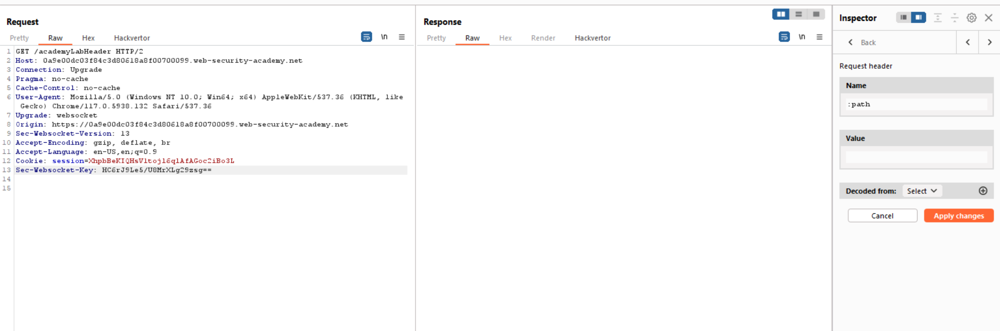 Request
Pretty Raw Hex Hackvertor \n
1 GET /academyLabHeader HTTP/2
2 Host: 0a9e00dc03f84c3d80618a8f00700099.web-security-academy.net
3 Connection: Upgrade
4 Pragma: no-cache
5 Cache-Control: no-cache
6 User-Agent: Mozilla/5.0 (Windows NT 10.0; Win64; x64) AppleWebKit/537.36 (KHTML, like
Gecko) Chrome/117.0.5938.132 Safari/537.36
7 Upgrade: websocket
8 Origin: https://0a9e00dc03f84c3d80618a8f00700099.web-security-academy.net
9 Sec-Websocket-Version: 13
10 Accept-Encoding: gzip, deflate, br
11 Accept-Language: en-US,en;q=0.9
12 Cookie: session=XhpbBeKIQHsVltojl6qlAfAGoc2iBo3L
13 Sec-Websocket-Key: HC6rJ9Le5/U8MrXLg29zsg==
14
15
Response
Pretty Raw Hex Render Hackvertor \n
Inspector
Back
Request header
Name
:path
Value
Decoded from: Select
Cancel Apply changes